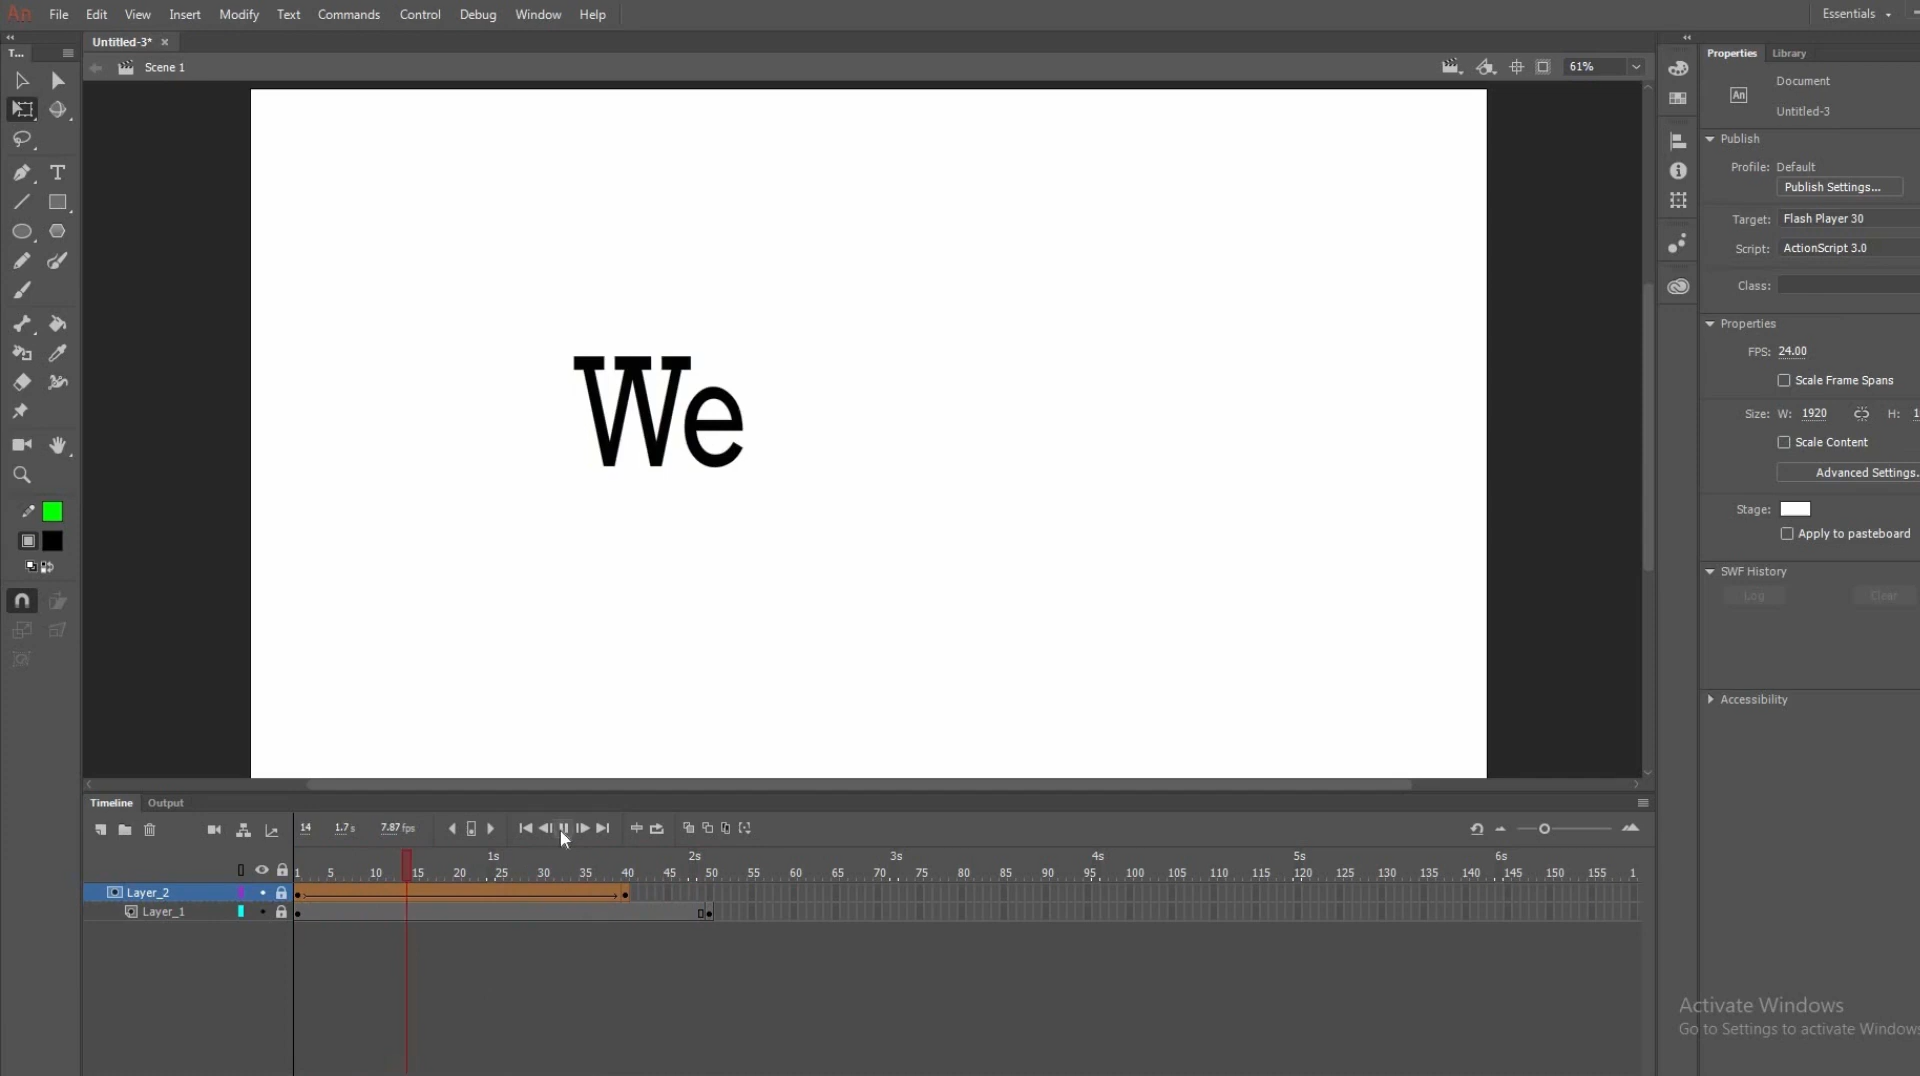 An File Edit View Insert Modify Text Commands Control Debug Window Help Essentials
Untitled-3* ×
T... Properties Library
Scene 1 61%
An Document
Untitled-3
Publish
Profile: Default
Publish Settings...
Target: Flash Player 30
Script: ActionScript 3.0
Class:
Properties
FPS: 24.00
Scale Frame Spans
Size: W: 1920 H:
Scale Content
Advanced Settings.
Stage:
Apply to pasteboard
SWF History
Log Clear
Accessibility
We
Timeline Output
14 1.7 s 7.87 fps
1s 2s 3s 4s 5s 6s
1 5 10 15 20 25 30 35 40 45 50 55 60 65 70 75 80 85 90 95 100 105 110 115 120 125 130 135 140 145 150 155 1
Layer_2
Layer_1
Activate Windows
Go to Settings to activate Windows